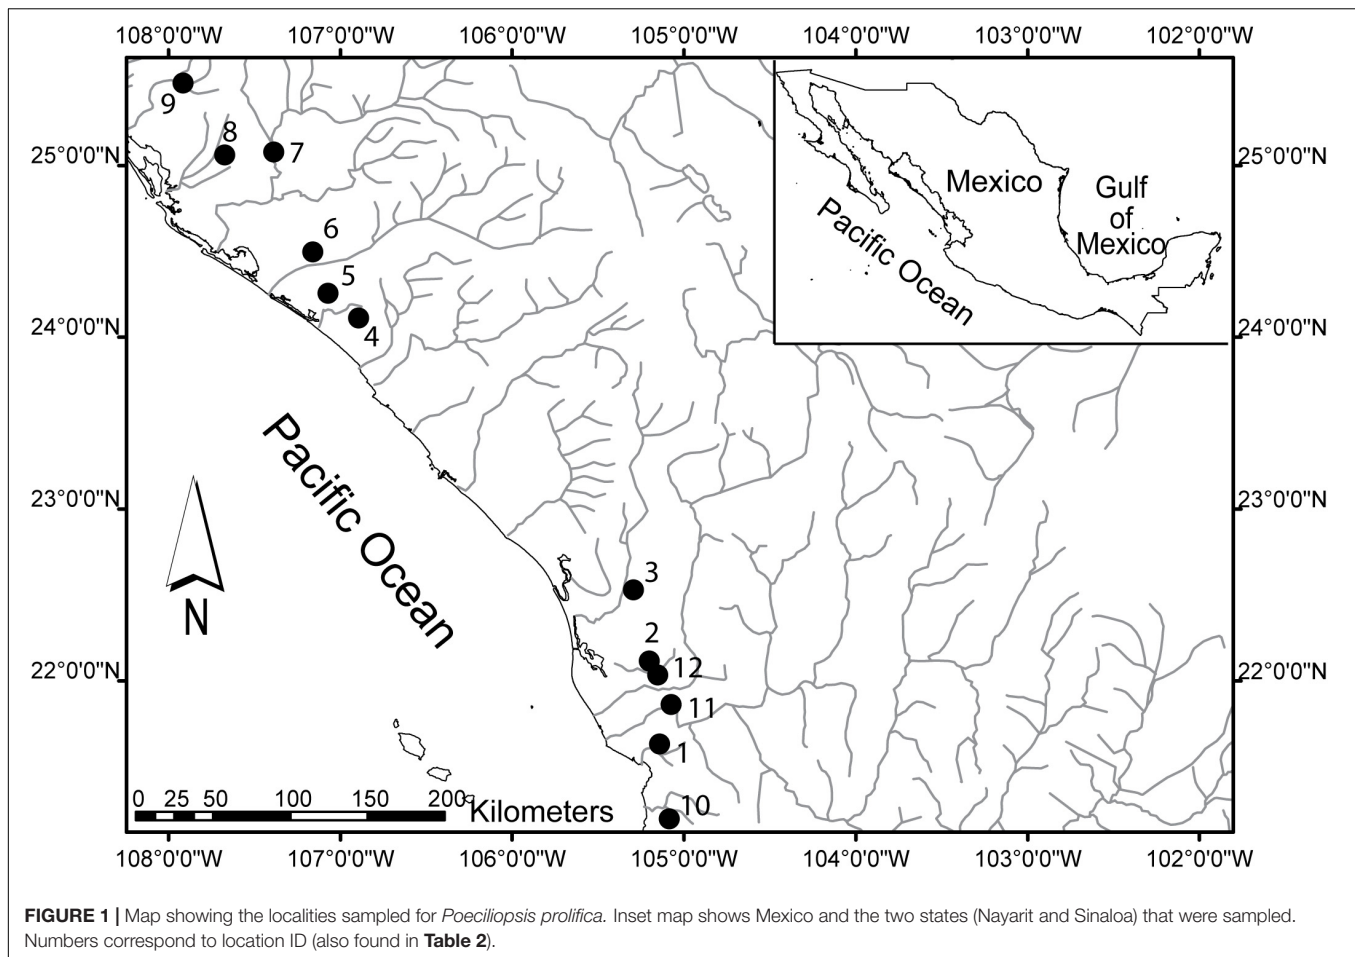 108°0'0"W 107°0'0"W 106°0'0"W 105°0'0"W 104°0'0"W 103°0'0"W 102°0'0"W
9
8
7
25°0'0"N
25°0'0"N
Mexico
Gulf
of
Mexico
Pacific Ocean
6
5
4
24°0'0"N
24°0'0"N
Pacific Ocean
23°0'0"N
23°0'0"N
N
3
2
12
22°0'0"N
22°0'0"N
11
1
10
0 25 50 100 150 200
Kilometers
108°0'0"W 107°0'0"W 106°0'0"W 105°0'0"W 104°0'0"W 103°0'0"W 102°0'0"W
FIGURE 1 | Map showing the localities sampled for Poeciliopsis prolifica. Inset map shows Mexico and the two states (Nayarit and Sinaloa) that were sampled.
Numbers correspond to location ID (also found in Table 2).